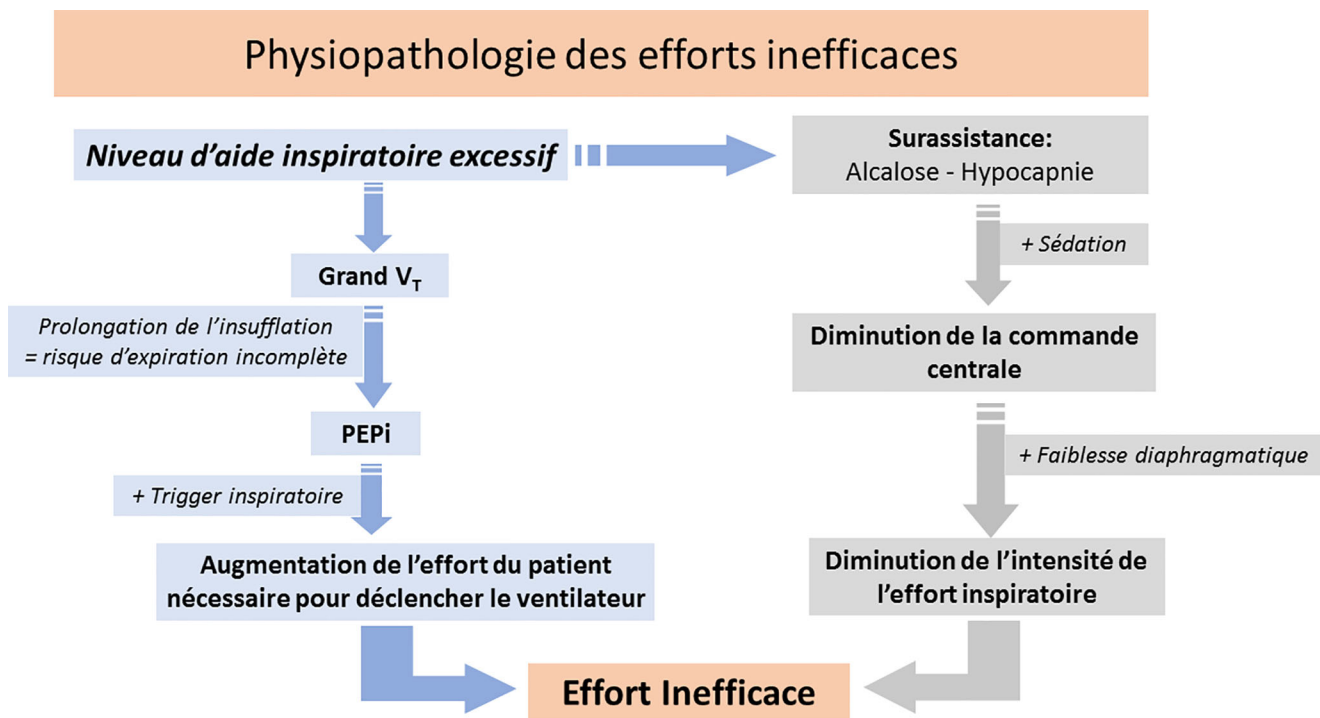 Physiopathologie des efforts inefficaces
Niveau d’aide inspiratoire excessif
Grand VT
Prolongation de l’insufflation
= risque d’expiration incomplète
PEPi
+ Trigger inspiratoire
Augmentation de l’effort du patient
nécessaire pour déclencher le ventilateur
Surassistance:
Alcalose - Hypocapnie
+ Sédation
Diminution de la commande
centrale
+ Faiblesse diaphragmatique
Diminution de l’intensité de
l’effort inspiratoire
Effort Inefficace